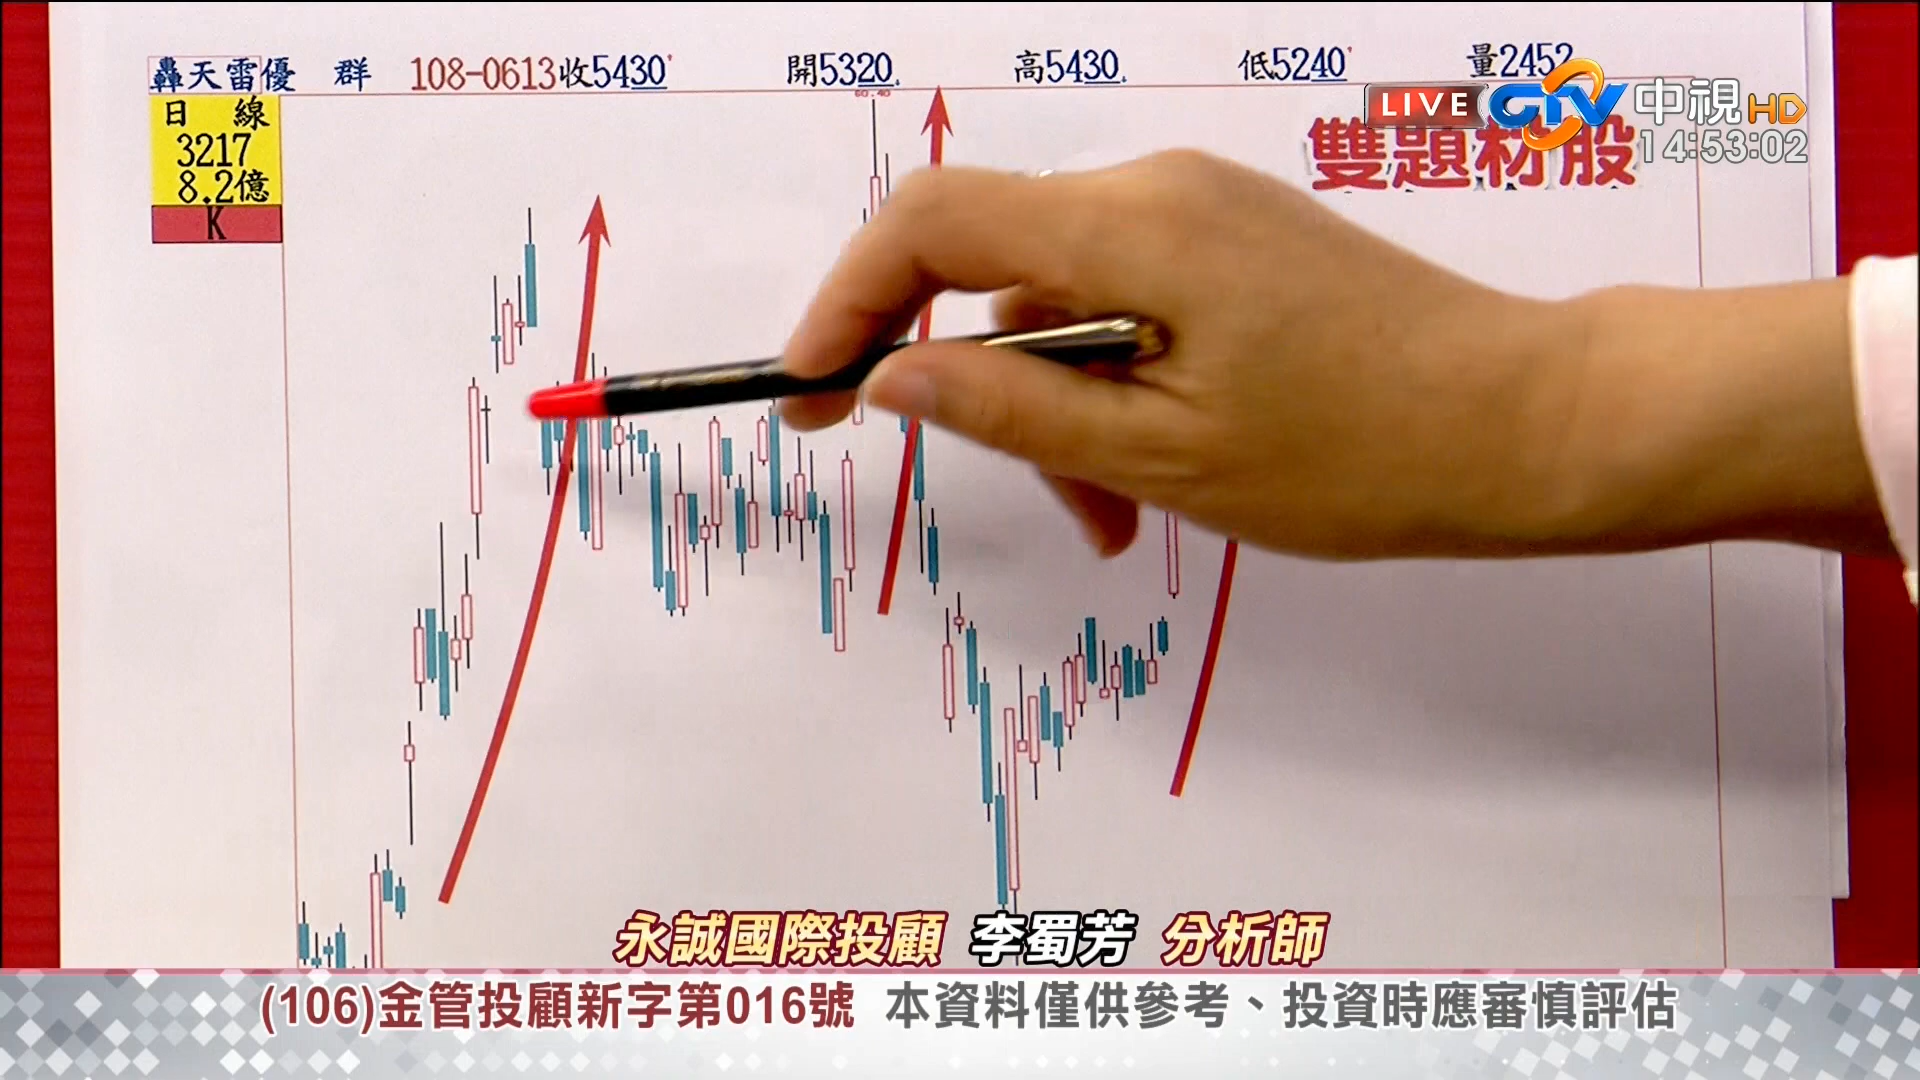 轟天雷優 群 108-0613收5430' 開5320. 高5430. 低5240' 量2452
日 線
3217
8.2億
K
60.40
LIVE CTV 中視HD
14:53:02
雙題材股
永誠國際投顧 李蜀芳 分析師
(106)金管投顧新字第016號 本資料僅供參考、投資時應審慎評估